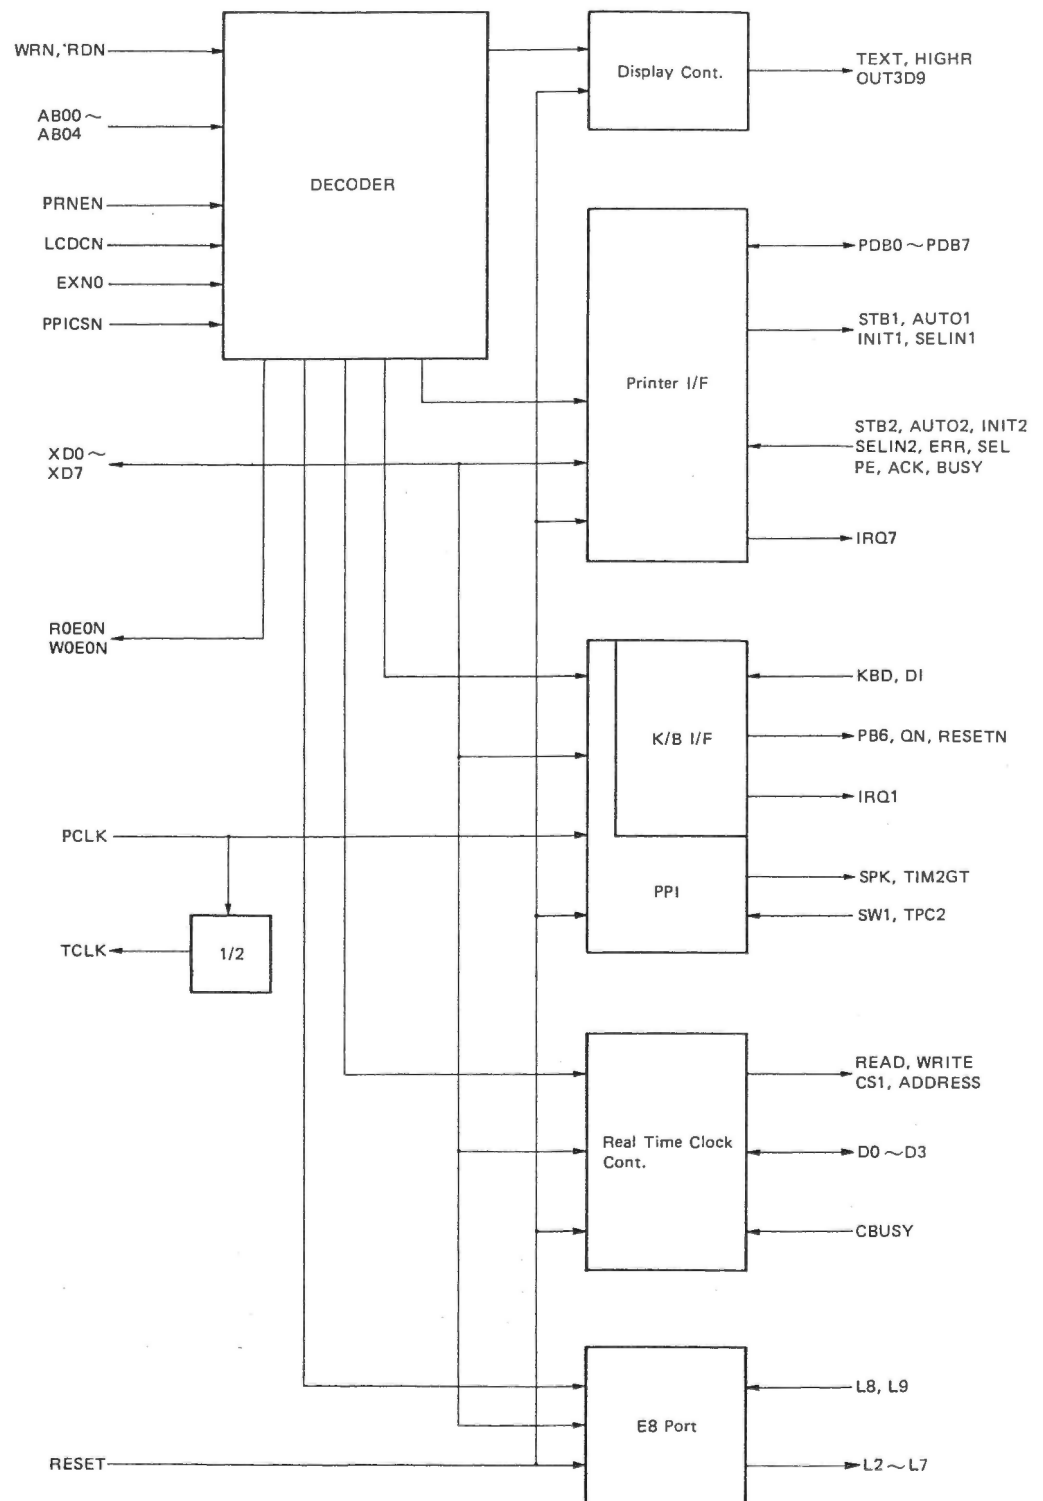 WRN, RDN
AB00～
AB04
PRNEN
LCDCN
EXN0
PPICSN
DECODER
Display Cont.
TEXT, HIGHR
OUT3D9
PDB0～PDB7
STB1, AUTO1
INIT1, SELIN1
Printer I/F
STB2, AUTO2, INIT2
SELIN2, ERR, SEL
PE, ACK, BUSY
IRQ7
XD0～
XD7
R0E0N
W0E0N
KBD, DI
K/B I/F
PB6, QN, RESETN
IRQ1
PCLK
PPI
SPK, TIM2GT
SW1, TPC2
TCLK
1/2
READ, WRITE
CS1, ADDRESS
Real Time Clock
Cont.
D0～D3
CBUSY
L8, L9
E8 Port
RESET
L2～L7